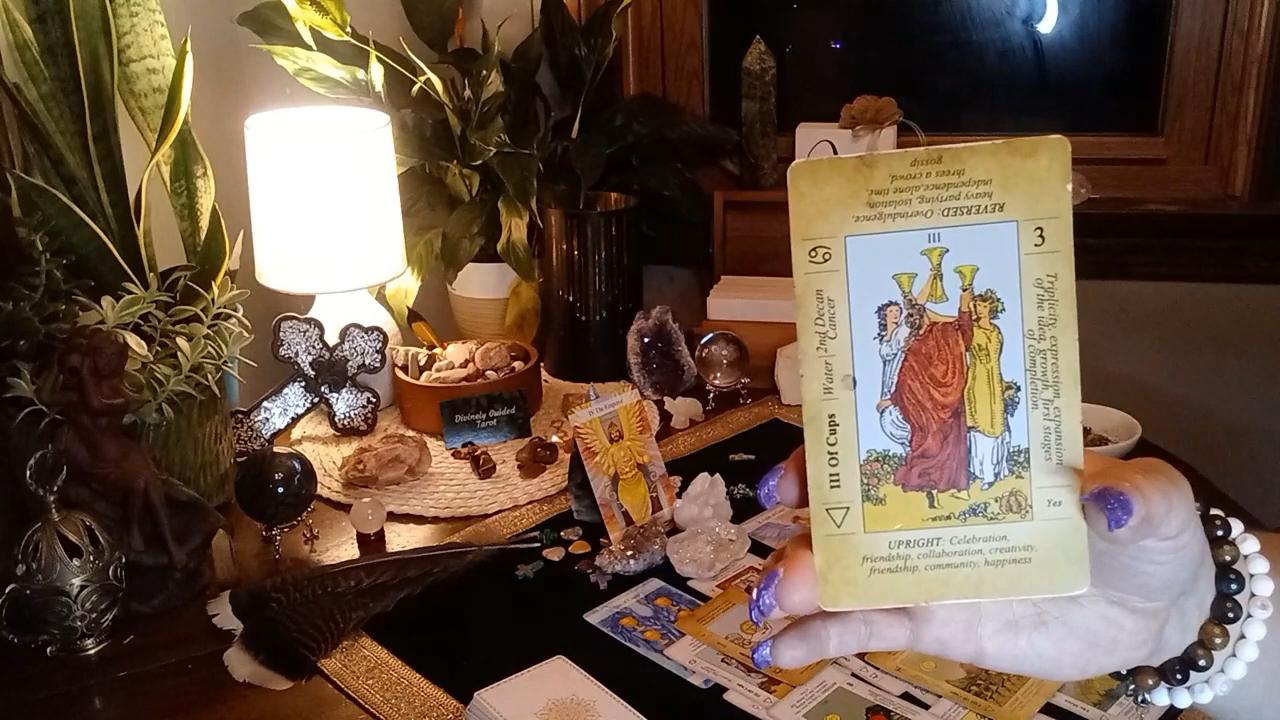 REVERSED: Overindulgence,
heavy partying, isolation,
independence,alone time,
threes a crowd,
gossip
69
3
III
III Of Cups | Water | 2nd Decan
Cancer
Triplicity, expression, expansion
of the idea, growth, first stages
of completion.
Yes
UPRIGHT: Celebration,
friendship, collaboration, creativity,
friendship, community, happiness
Divinely Guided
Tarot
IV The Emperor